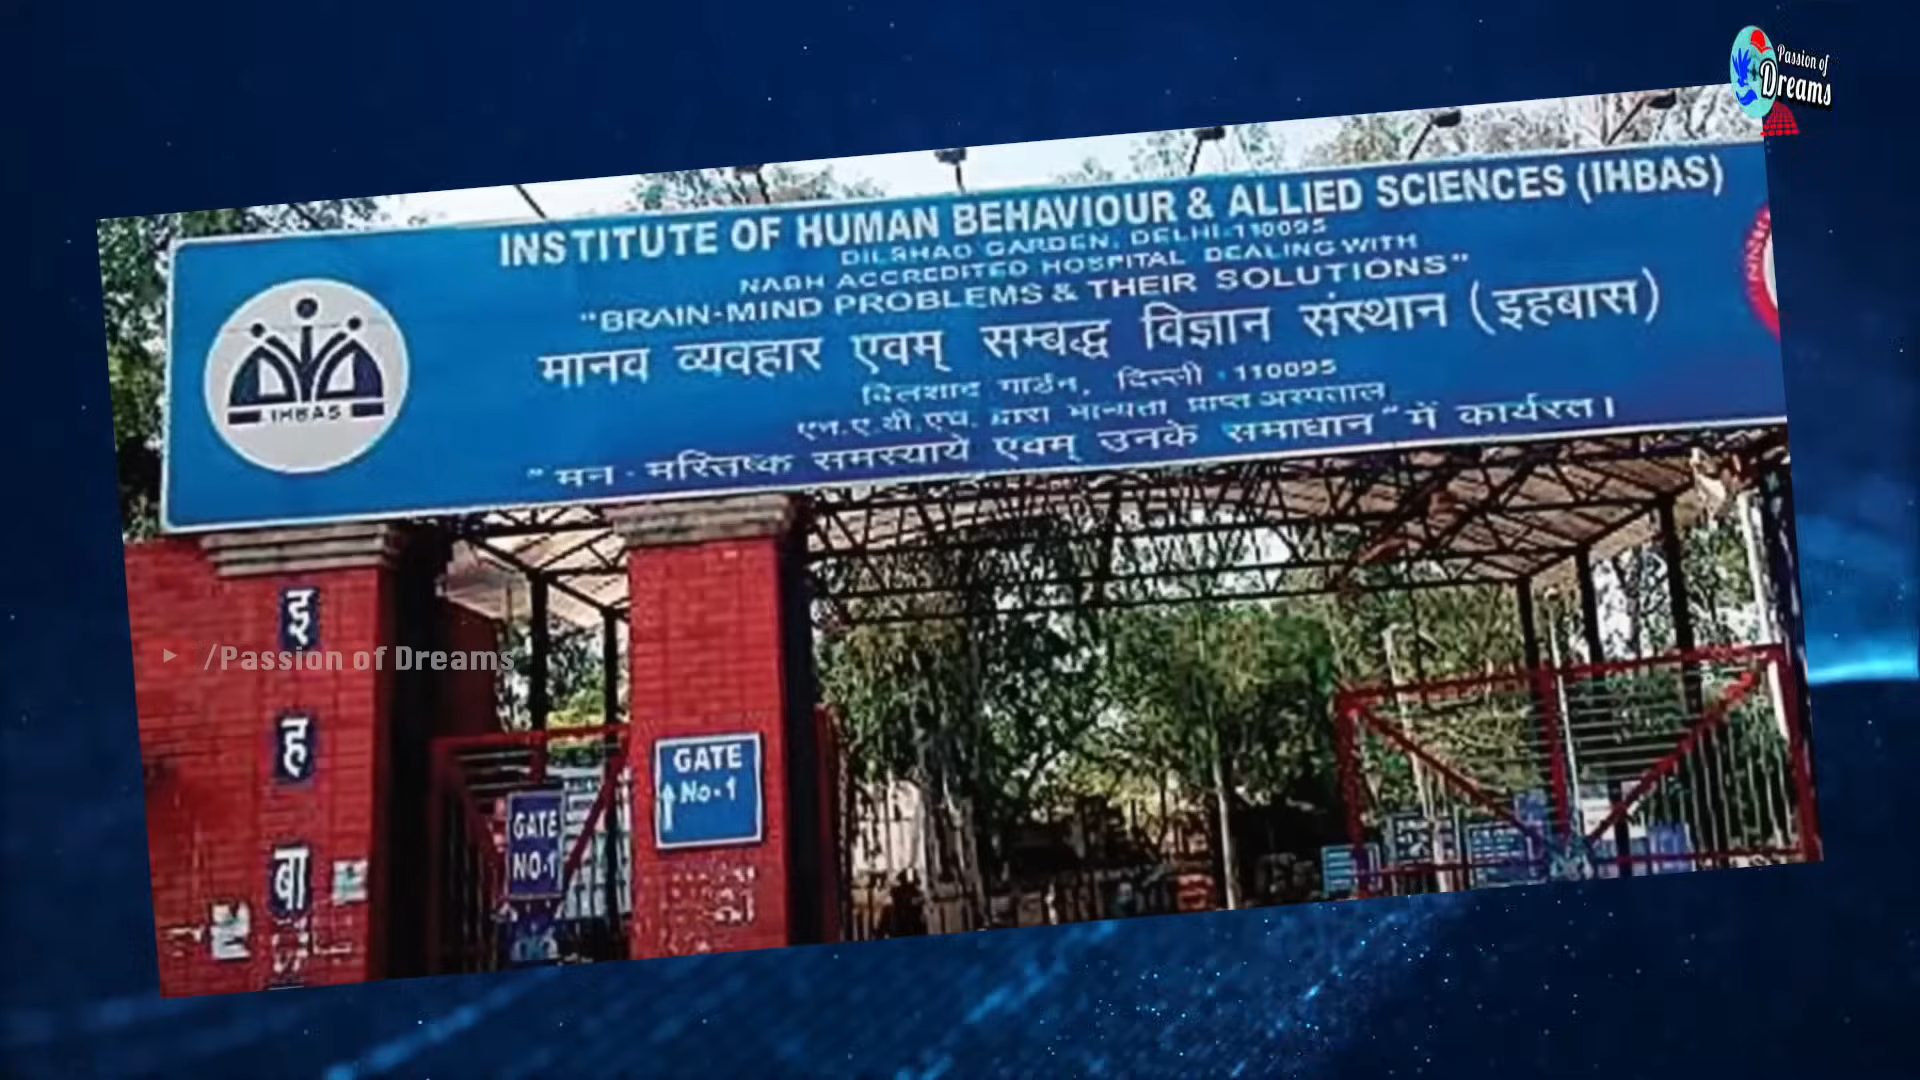 Passion of
Dreams
INSTITUTE OF HUMAN BEHAVIOUR & ALLIED SCIENCES (IHBAS)
DILSHAD GARDEN, DELHI-110095
NABH ACCREDITED HOSPITAL DEALING WITH
"BRAIN-MIND PROBLEMS & THEIR SOLUTIONS"
मानव व्यवहार एवम् सम्बद्ध विज्ञान संस्थान (इहबास)
दिलशाद गार्डन, दिल्ली - 110095
एन.ए.बी.एच. द्वारा मान्यता प्राप्त अस्पताल
"मन - मस्तिष्क समस्याये एवम् उनके समाधान" में कार्यरत।
IHBAS
इ
ह
बा
/Passion of Dreams
GATE
No-1
GATE
NO-1